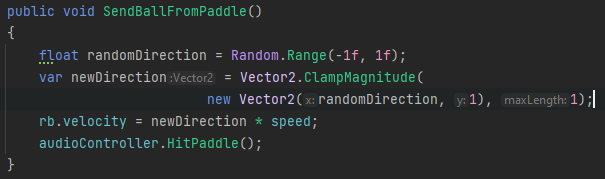 public void SendBallFromPaddle()
{
float randomDirection = Random.Range(-1f, 1f);
var newDirection :Vector2 = Vector2.ClampMagnitude(
new Vector2( x: randomDirection, y: 1), maxLength: 1);
rb.velocity = newDirection * speed;
audioController.HitPaddle();
}